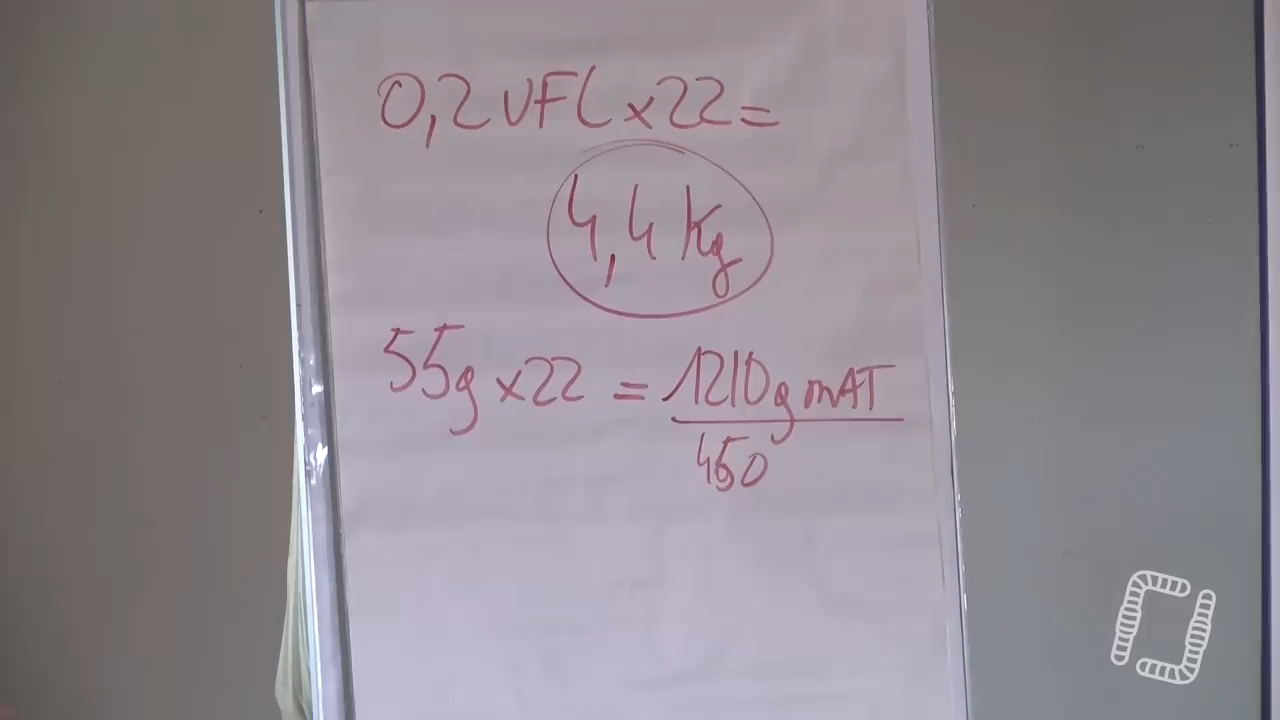 0,2 UFL x 22 =
4,4 Kg
55g x 22 = 1210g mAT
450